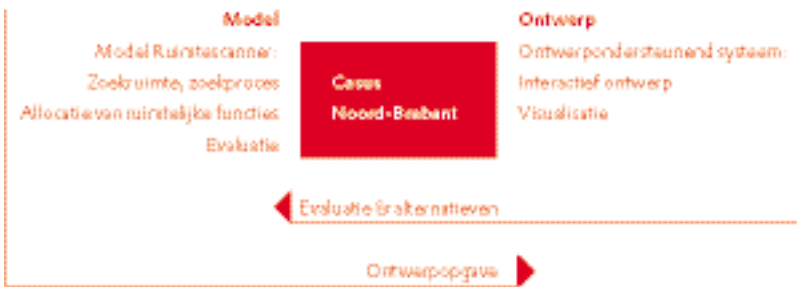 Model
Model Ruimtescanner:
Zoekruimte, zoekproces
Allocatie van ruimtelijke functies
Evaluatie
Casus
Noord-Brabant
Ontwerp
Ontwerpondersteunend systeem:
Interactief ontwerp
Visualisatie
Evaluatie & alternatieven
Ontwerpopgave